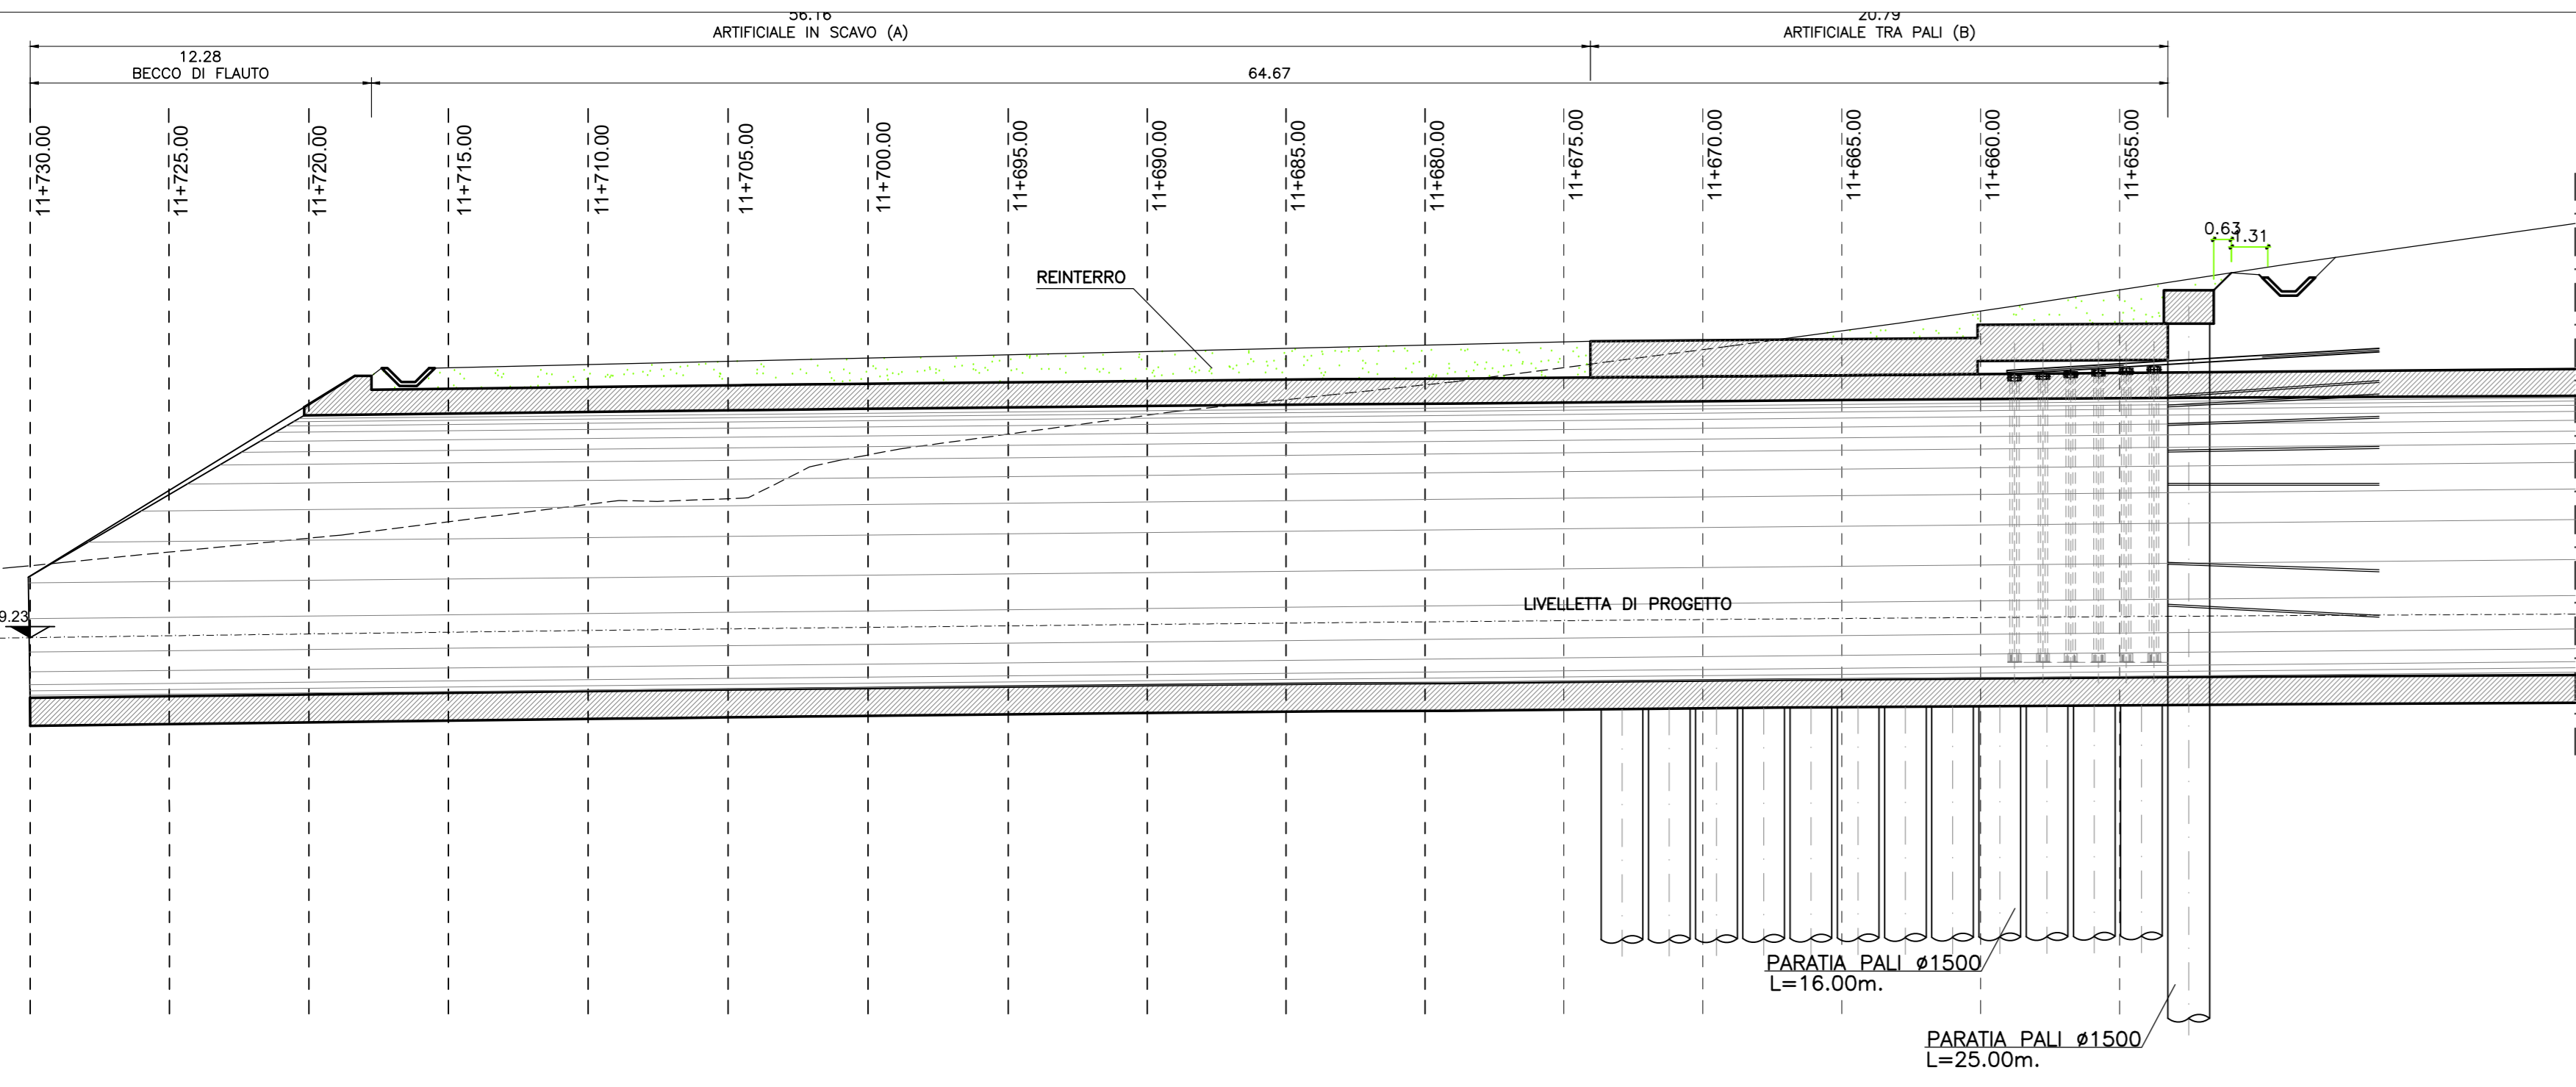 56.16
ARTIFICIALE IN SCAVO (A)
20.79
ARTIFICIALE TRA PALI (B)
12.28
BECCO DI FLAUTO
64.67
11+730.00
11+725.00
11+720.00
11+715.00
11+710.00
11+705.00
11+700.00
11+695.00
11+690.00
11+685.00
11+680.00
11+675.00
11+670.00
11+665.00
11+660.00
11+655.00
0.63
1.31
REINTERRO
LIVELLETTA DI PROGETTO
9.23
PARATIA PALI ø1500
L=16.00m.
PARATIA PALI ø1500
L=25.00m.